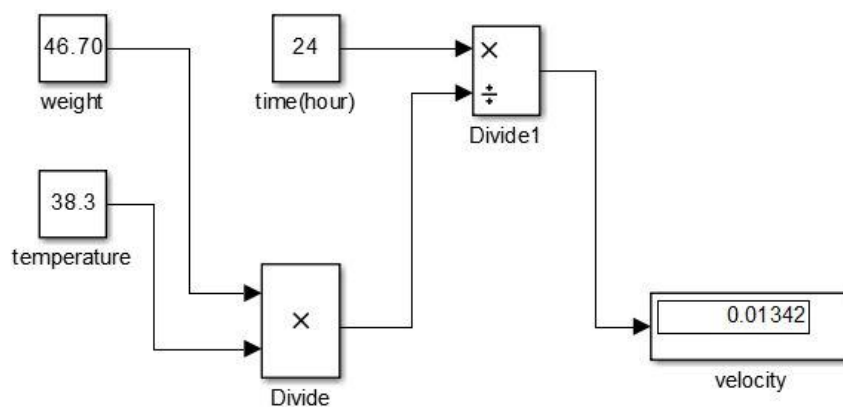 46.70
weight
24
time(hour)
×
÷
Divide1
38.3
temperature
×
Divide
0.01342
velocity